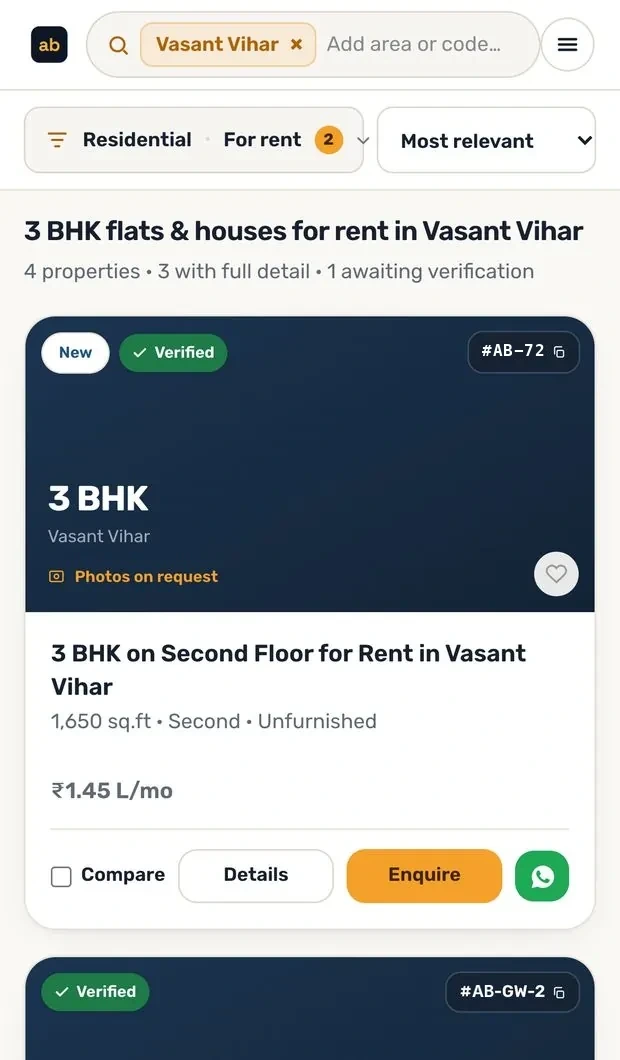 ab
Vasant Vihar × Add area or code...
Residential · For rent 2
Most relevant
3 BHK flats & houses for rent in Vasant Vihar
4 properties • 3 with full detail • 1 awaiting verification
New
✓ Verified
#AB-72
3 BHK
Vasant Vihar
Photos on request
3 BHK on Second Floor for Rent in Vasant
Vihar
1,650 sq.ft • Second • Unfurnished
₹1.45 L/mo
Compare
Details
Enquire
✓ Verified
#AB-GW-2